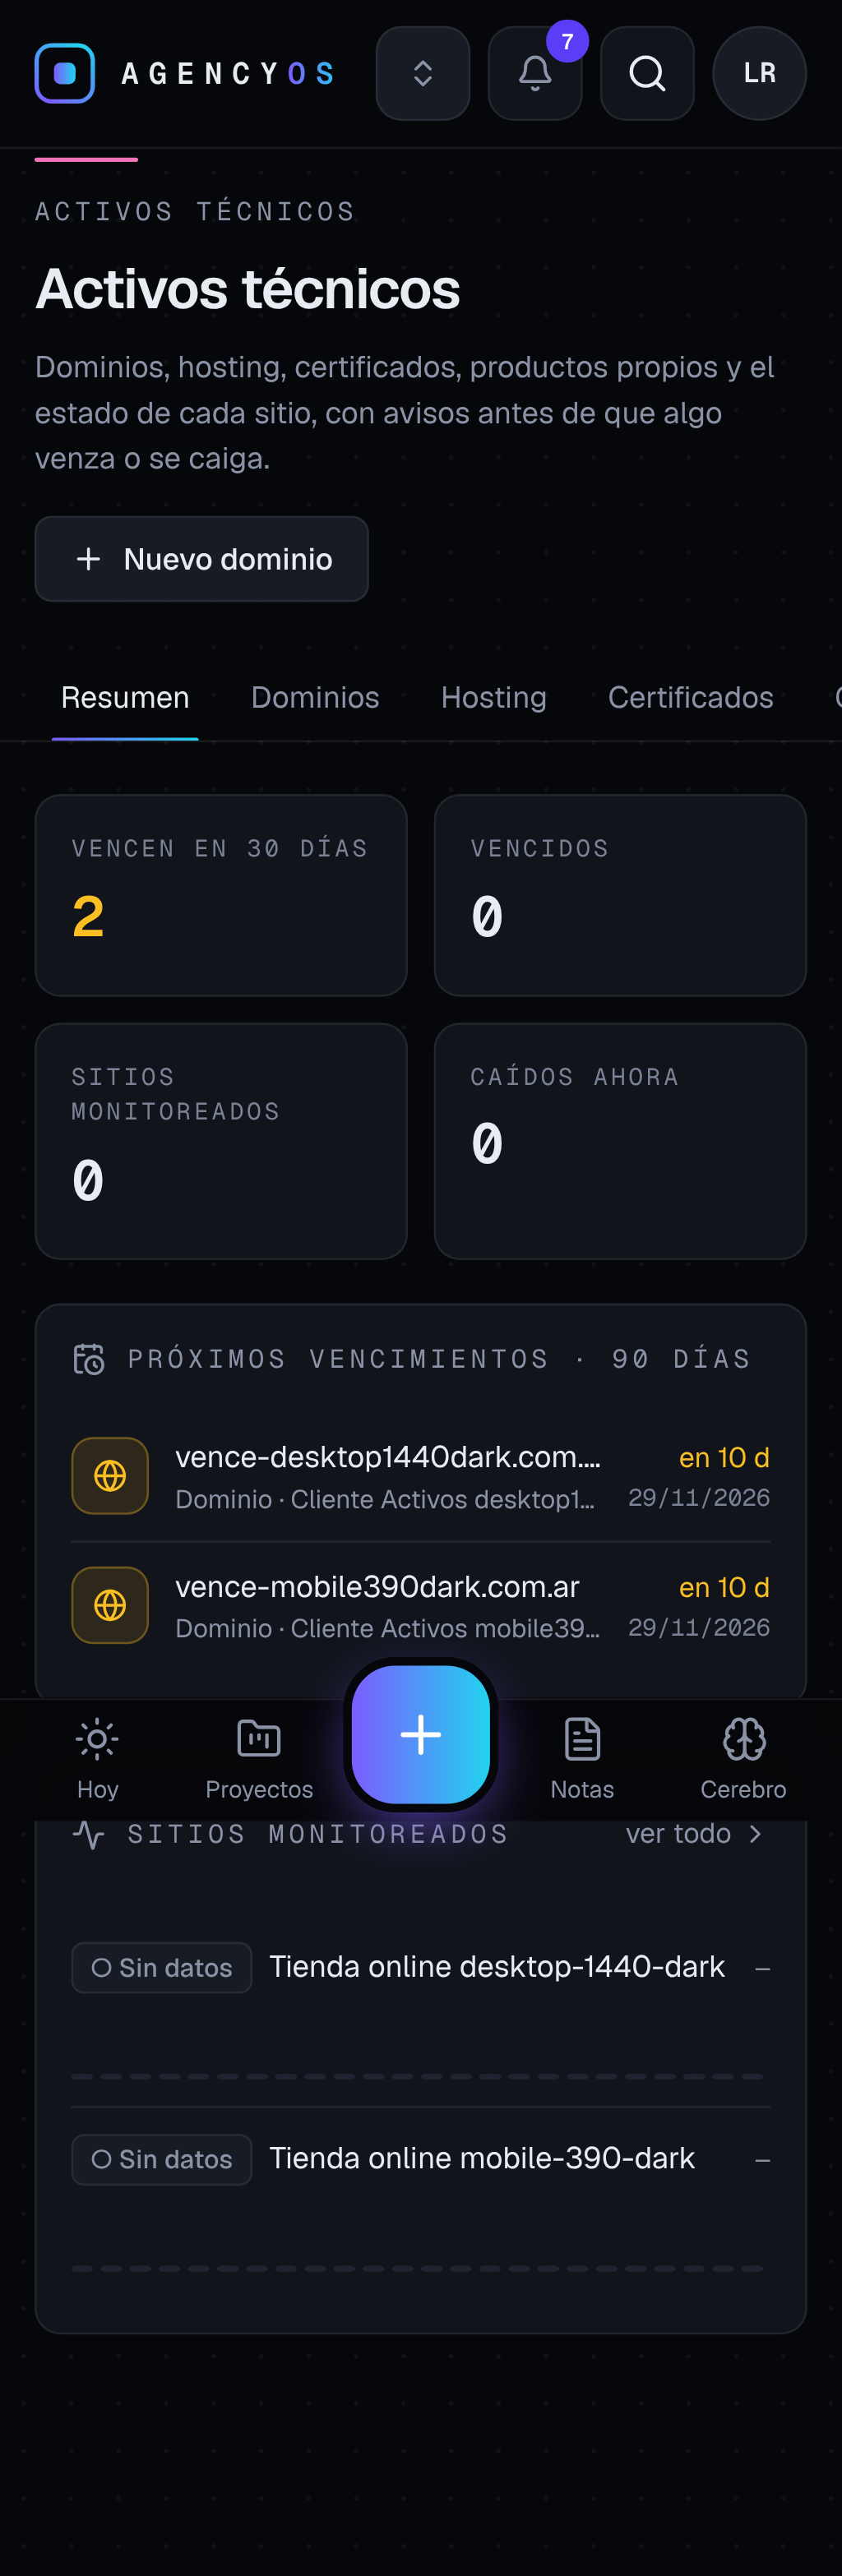 AGENCYOS
7
LR
ACTIVOS TÉCNICOS
Activos técnicos
Dominios, hosting, certificados, productos propios y el
estado de cada sitio, con avisos antes de que algo
venza o se caiga.
Nuevo dominio
Resumen Dominios Hosting Certificados
VENCEN EN 30 DÍAS
2
VENCIDOS
0
SITIOS
MONITOREADOS
0
CAÍDOS AHORA
0
PRÓXIMOS VENCIMIENTOS · 90 DÍAS
vence-desktop1440dark.com.... en 10 d
Dominio · Cliente Activos desktop1... 29/11/2026
vence-mobile390dark.com.ar en 10 d
Dominio · Cliente Activos mobile39... 29/11/2026
Hoy Proyectos Notas Cerebro
SITIOS MONITOREADOS ver todo
Sin datos Tienda online desktop-1440-dark –
Sin datos Tienda online mobile-390-dark –